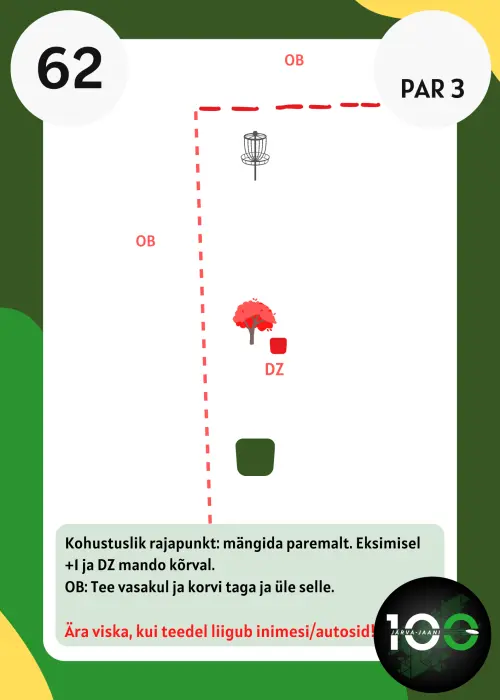 62
PAR 3
OB
OB
DZ
Kohustuslik rajapunkt: mängida paremalt. Eksimisel
+1 ja DZ mando kõrval.
OB: Tee vasakul ja korvi taga ja üle selle.
Ära viska, kui teedel liigub inimesi/autosid!
100
JÄRVA-JAANI